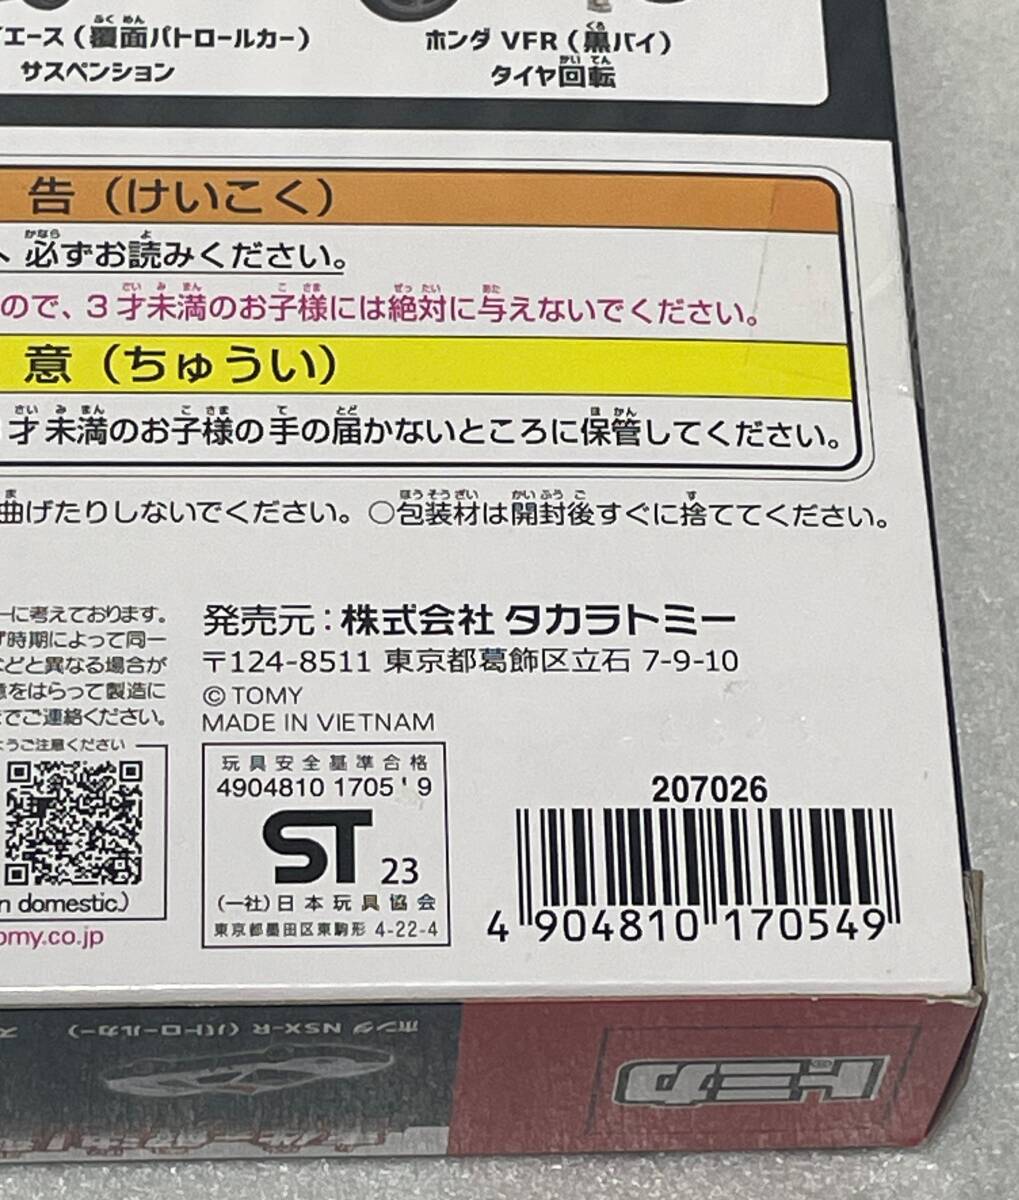 エース（覆面パトロールカー）
サスペンション
ホンダ VFR（黒バイ）
タイヤ回転
告（けいこく）
必ずお読みください。
ので、3才未満のお子様には絶対に与えないでください。
意（ちゅうい）
才未満のお子様の手の届かないところに保管してください。
曲げたりしないでください。○包装材は開封後すぐに捨ててください。
に考えております。
時期によって同一
などと異なる場合が
意をはらって製造に
でご連絡ください。
ようご注意ください
n domestic.)
omy.co.jp
発売元：株式会社 タカラトミー
〒124-8511 東京都葛飾区立石 7-9-10
© TOMY
MADE IN VIETNAM
玩具安全基準合格
4904810 1705 9
ST 23
(一社)日本玩具協会
東京都墨田区東駒形 4-22-4
207026
4 904810 170549
ホンダ NSX-R（パトロールカー）
トミカ